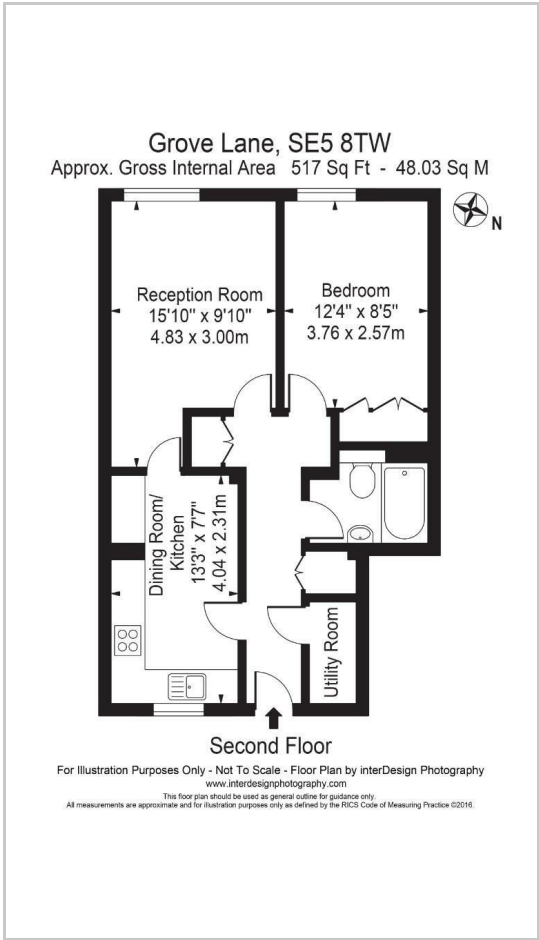 Grove Lane, SE5 8TW
Approx. Gross Internal Area 517 Sq Ft - 48.03 Sq M
N
Reception Room
15'10" x 9'10"
4.83 x 3.00m
Bedroom
12'4" x 8'5"
3.76 x 2.57m
Dining Room/
Kitchen
13'3" x 7'7"
4.04 x 2.31m
Utility Room
Second Floor
For Illustration Purposes Only - Not To Scale - Floor Plan by interDesign Photography
www.interdesignphotography.com
This floor plan should be used as general outline for guidance only.
All measurements are approximate and for illustration purposes only as defined by the RICS Code of Measuring Practice ©2016.